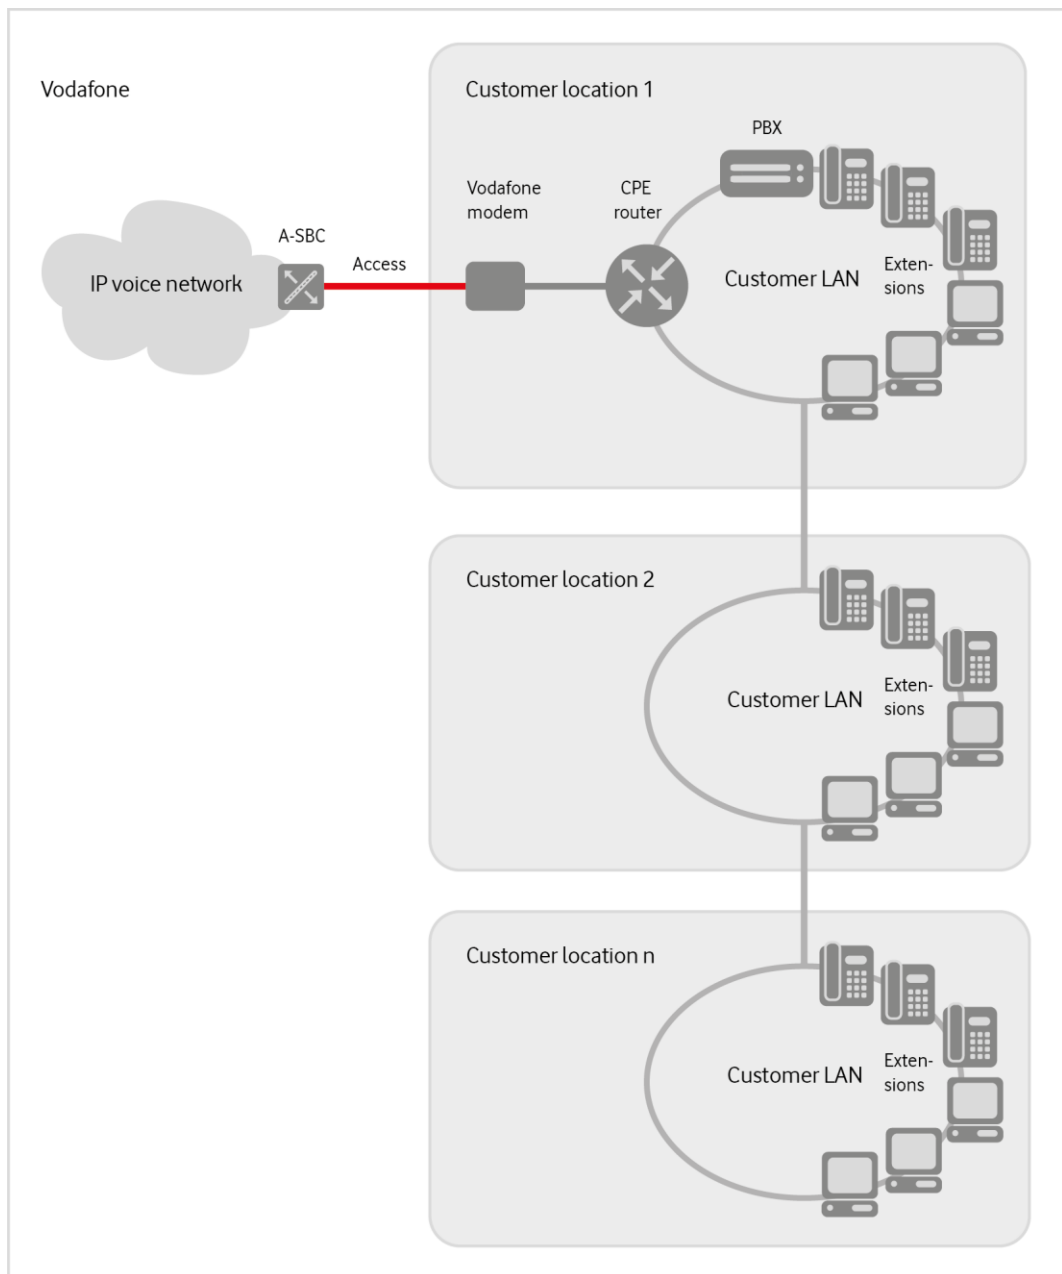 Vodafone
Customer location 1
PBX
Vodafone
modem
CPE
router
A-SBC
Access
IP voice network
Customer LAN
Exten-
sions
Customer location 2
Customer LAN
Exten-
sions
Customer location n
Customer LAN
Exten-
sions